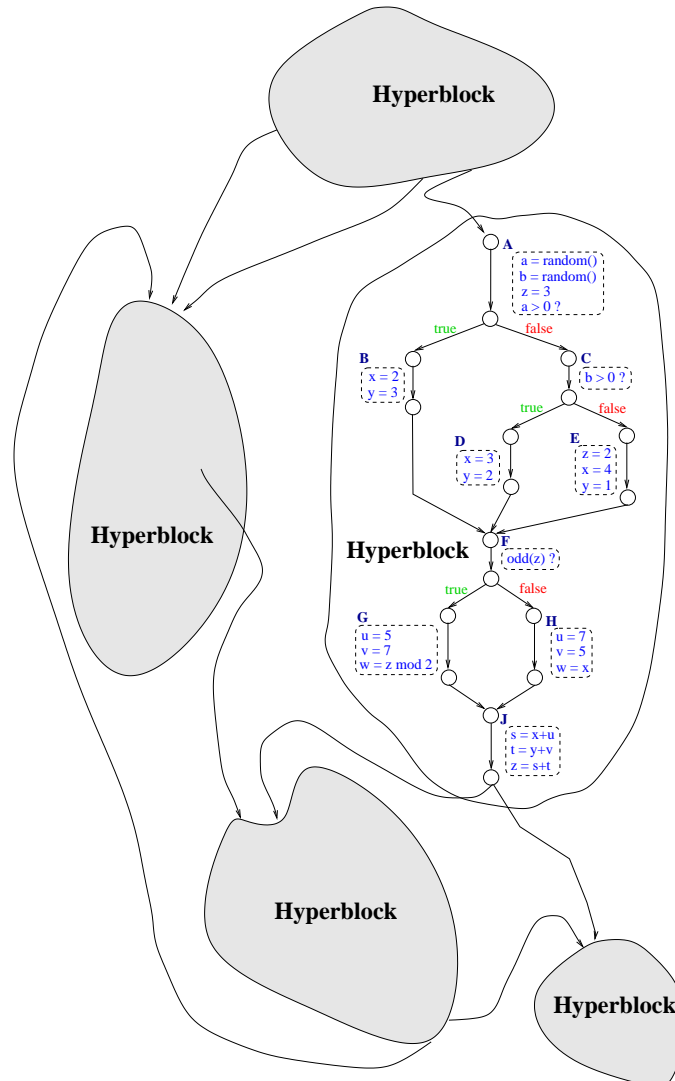 Hyperblock
A
a = random()
b = random()
z = 3
a > 0 ?
true
false
B
x = 2
y = 3
C
b > 0 ?
true
false
D
x = 3
y = 2
E
z = 2
x = 4
y = 1
Hyperblock
Hyperblock
F
odd(z) ?
true
false
G
u = 5
v = 7
w = z mod 2
H
u = 7
v = 5
w = x
J
s = x+u
t = y+v
z = s+t
Hyperblock
Hyperblock